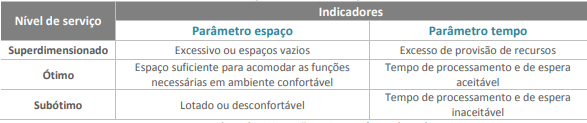 Nível de serviço
Indicadores
Parâmetro espaço
Parâmetro tempo
Superdimensionado
Excessivo ou espaços vazios
Excesso de provisão de recursos
Ótimo
Espaço suficiente para acomodar as funções
necessárias em ambiente confortável
Tempo de processamento e de espera
aceitável
Subótimo
Lotado ou desconfortável
Tempo de processamento e de espera
inaceitável